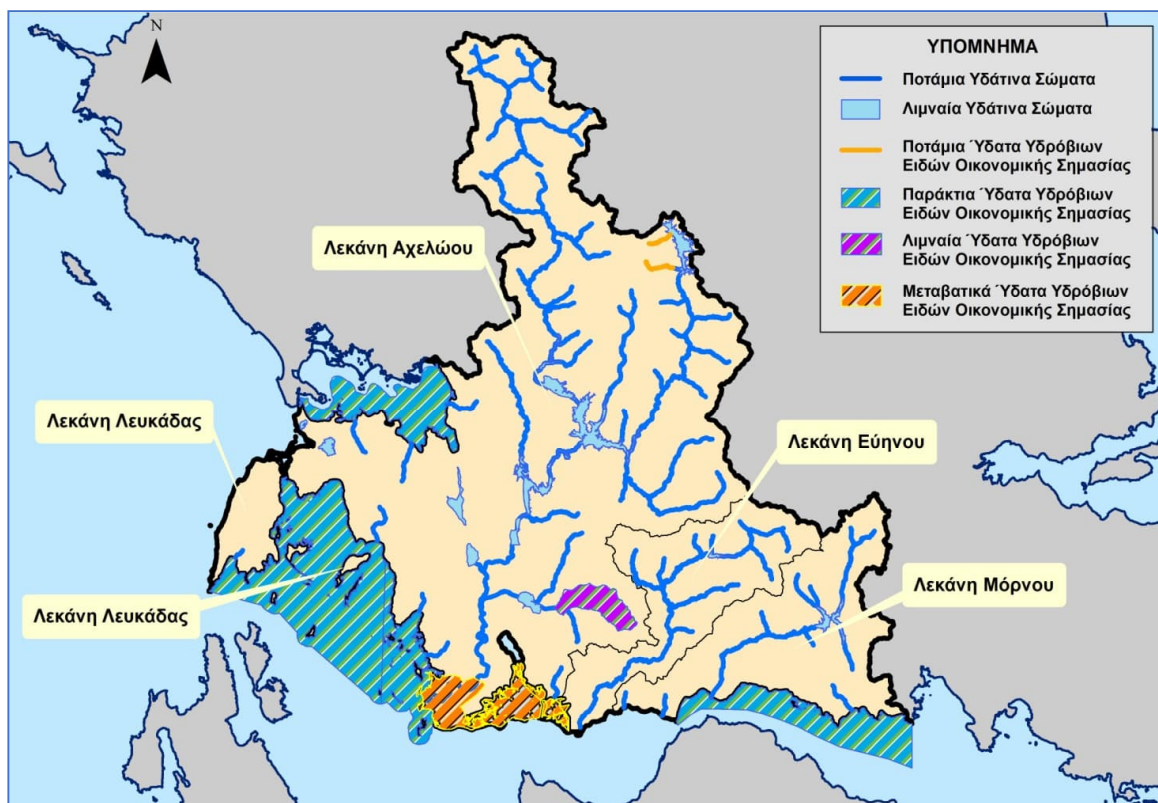 N
ΥΠΟΜΝΗΜΑ
Ποτάμια Υδάτινα Σώματα
Λιμναία Υδάτινα Σώματα
Ποτάμια Ύδατα Υδρόβιων
Ειδών Οικονομικής Σημασίας
Παράκτια Ύδατα Υδρόβιων
Ειδών Οικονομικής Σημασίας
Λιμναία Ύδατα Υδρόβιων
Ειδών Οικονομικής Σημασίας
Μεταβατικά Ύδατα Υδρόβιων
Ειδών Οικονομικής Σημασίας
Λεκάνη Αχελώου
Λεκάνη Λευκάδας
Λεκάνη Εύηνου
Λεκάνη Μόρνου
Λεκάνη Λευκάδας